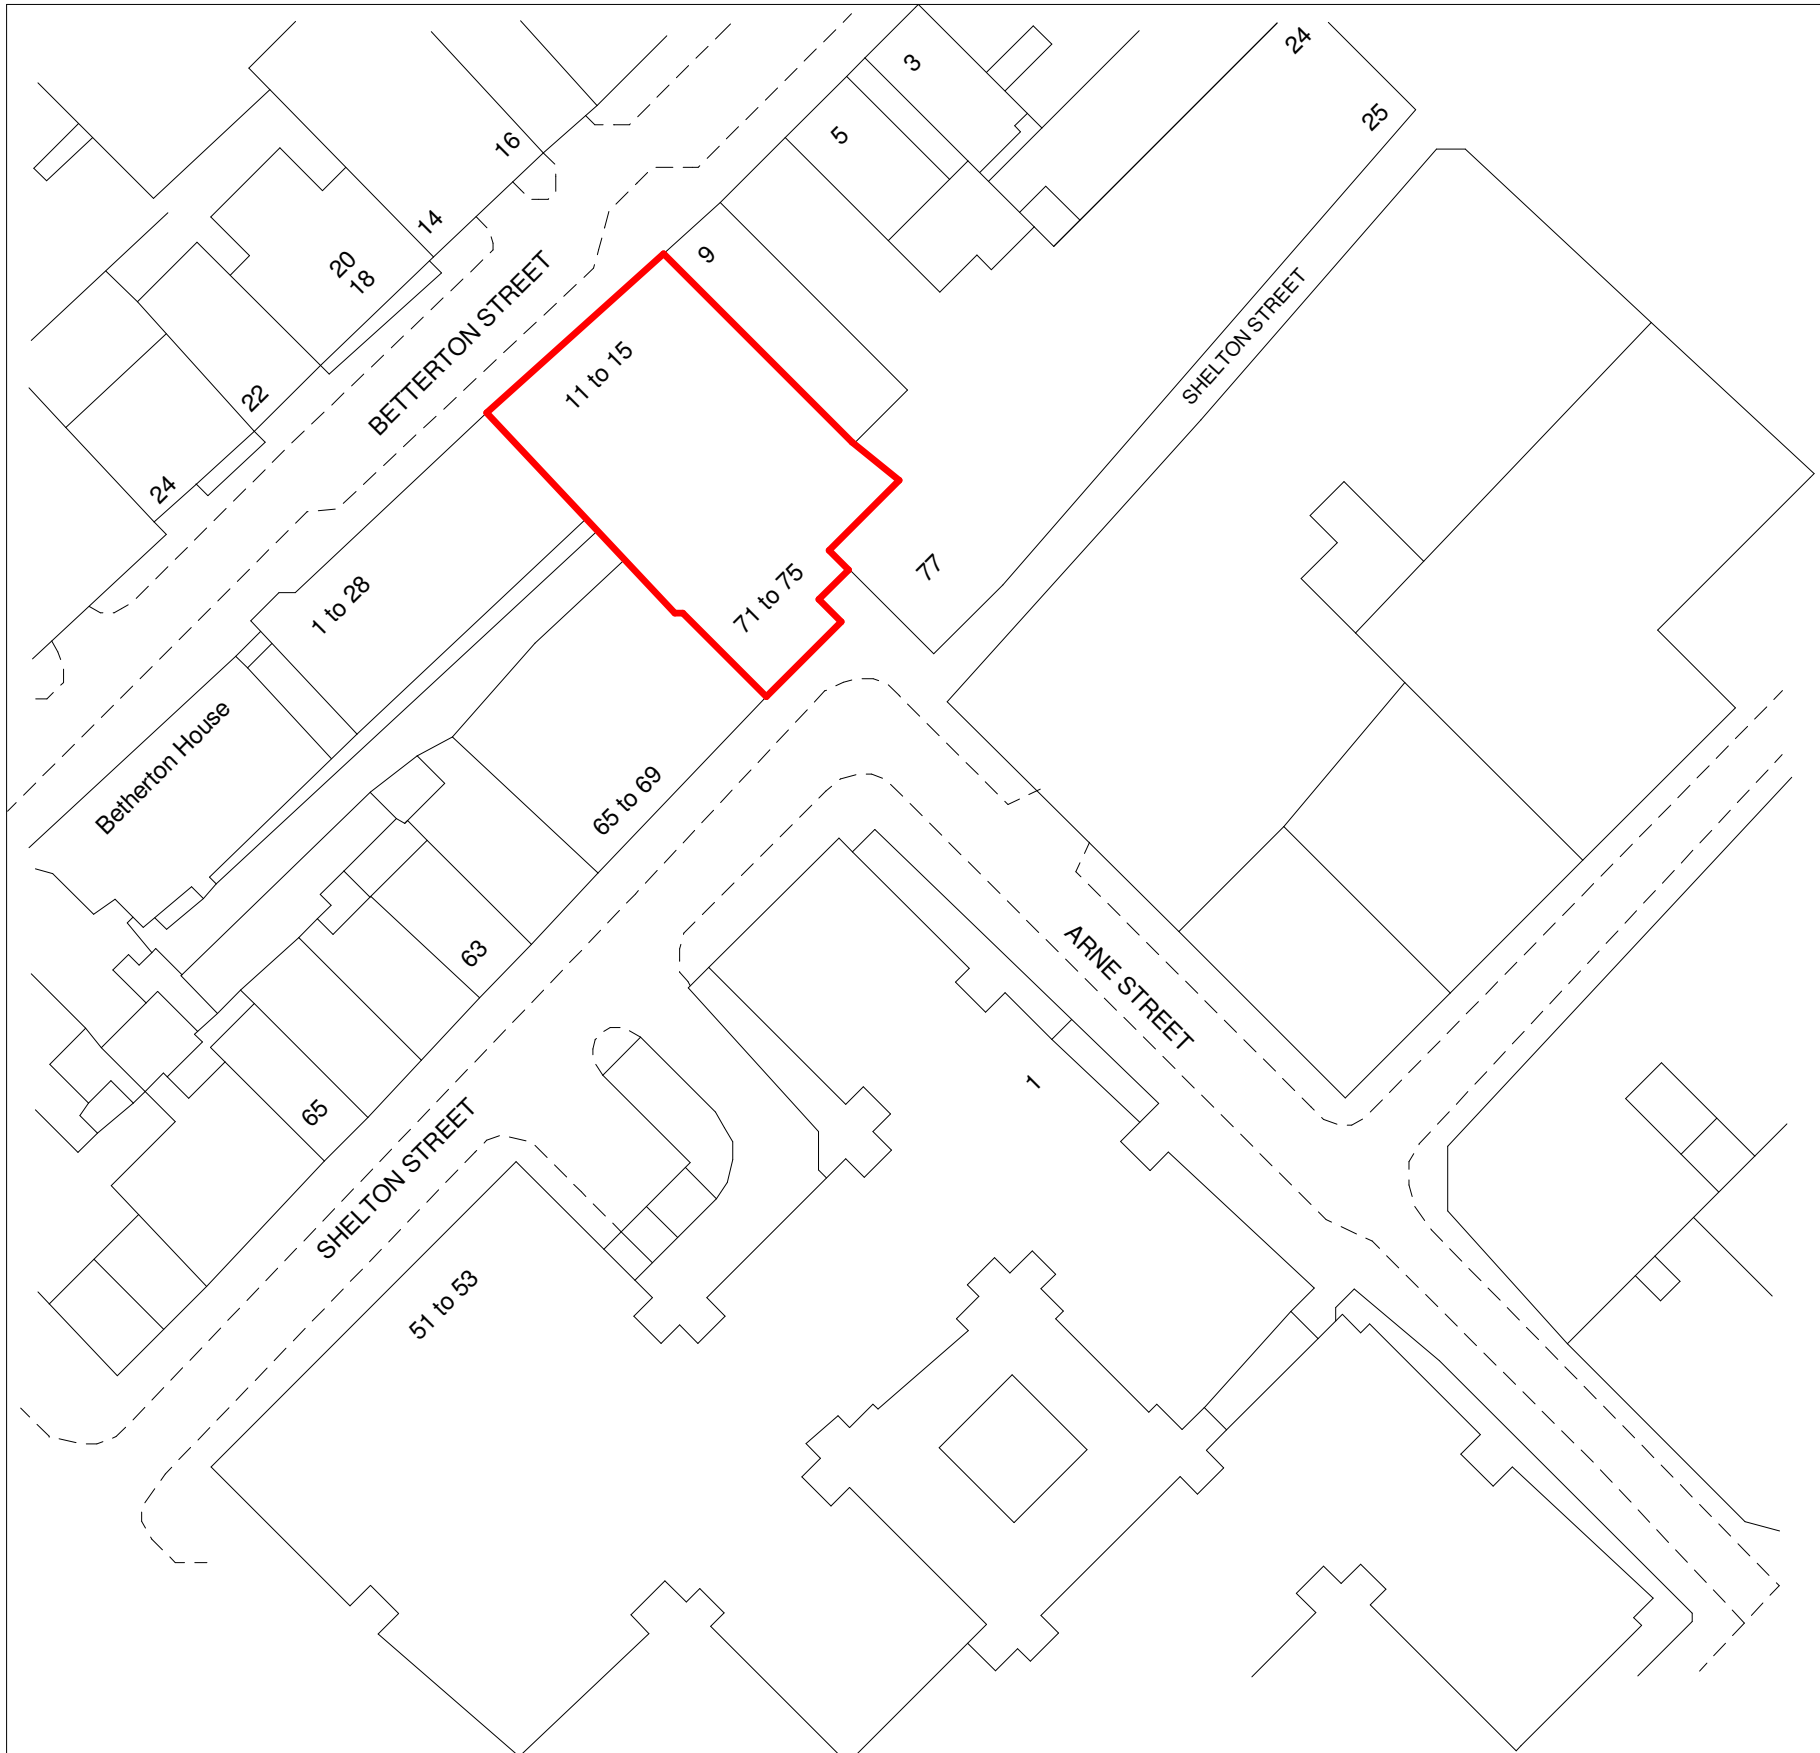 24
3
25
5
16
14
20
18
9
BETTERTON STREET
SHELTON STREET
11 to 15
22
24
77
71 to 75
1 to 28
Betherton House
65 to 69
63
ARNE STREET
1
65
SHELTON STREET
51 to 53